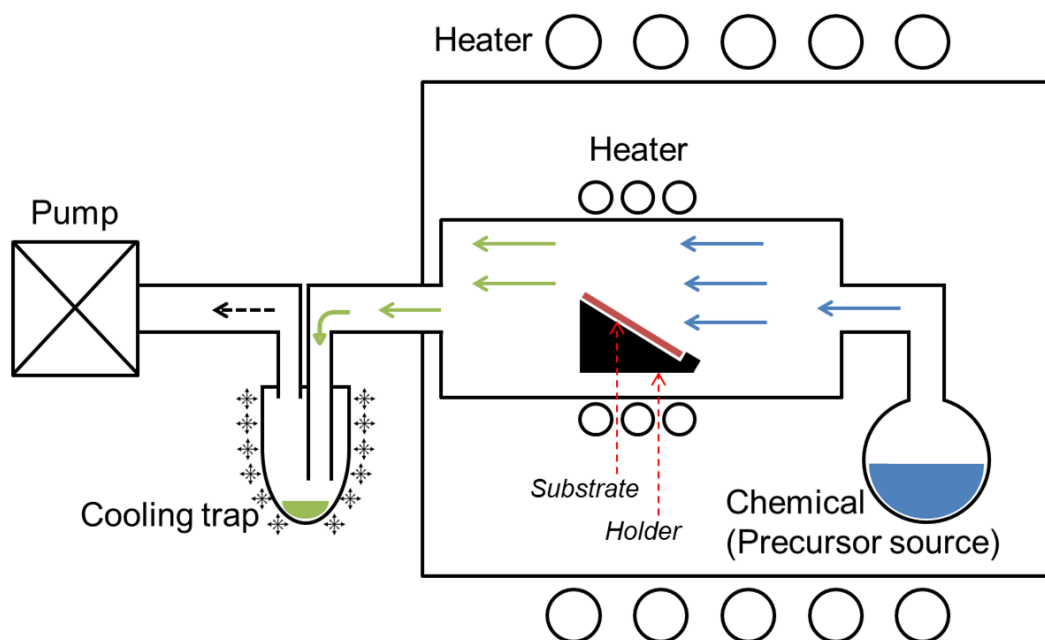 Heater
Heater
Pump
Substrate
Holder
Cooling trap
Chemical
(Precursor source)